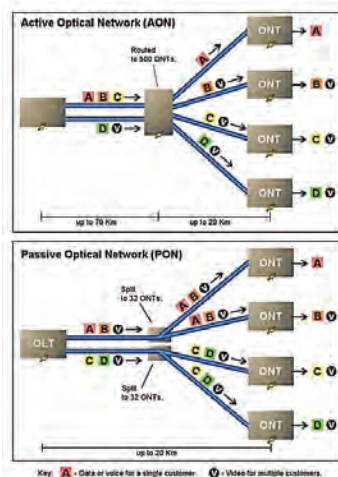 Active Optical Network (AON)
Routed
to 500 ONTs.
A B C →
D V →
A →
B V →
C V →
D V →
ONT → A
ONT → B V
ONT → C V
ONT → D V
up to 70 Km
up to 20 Km
Passive Optical Network (PON)
Split
to 32 ONTs.
OLT
A B V →
C D V →
Split
to 32 ONTs.
A B V →
A B V →
C D V →
C D V →
ONT → A
ONT → B V
ONT → C V
ONT → D V
up to 20 Km
Key: A - Data or voice for a single customer. V - Video for multiple customers.